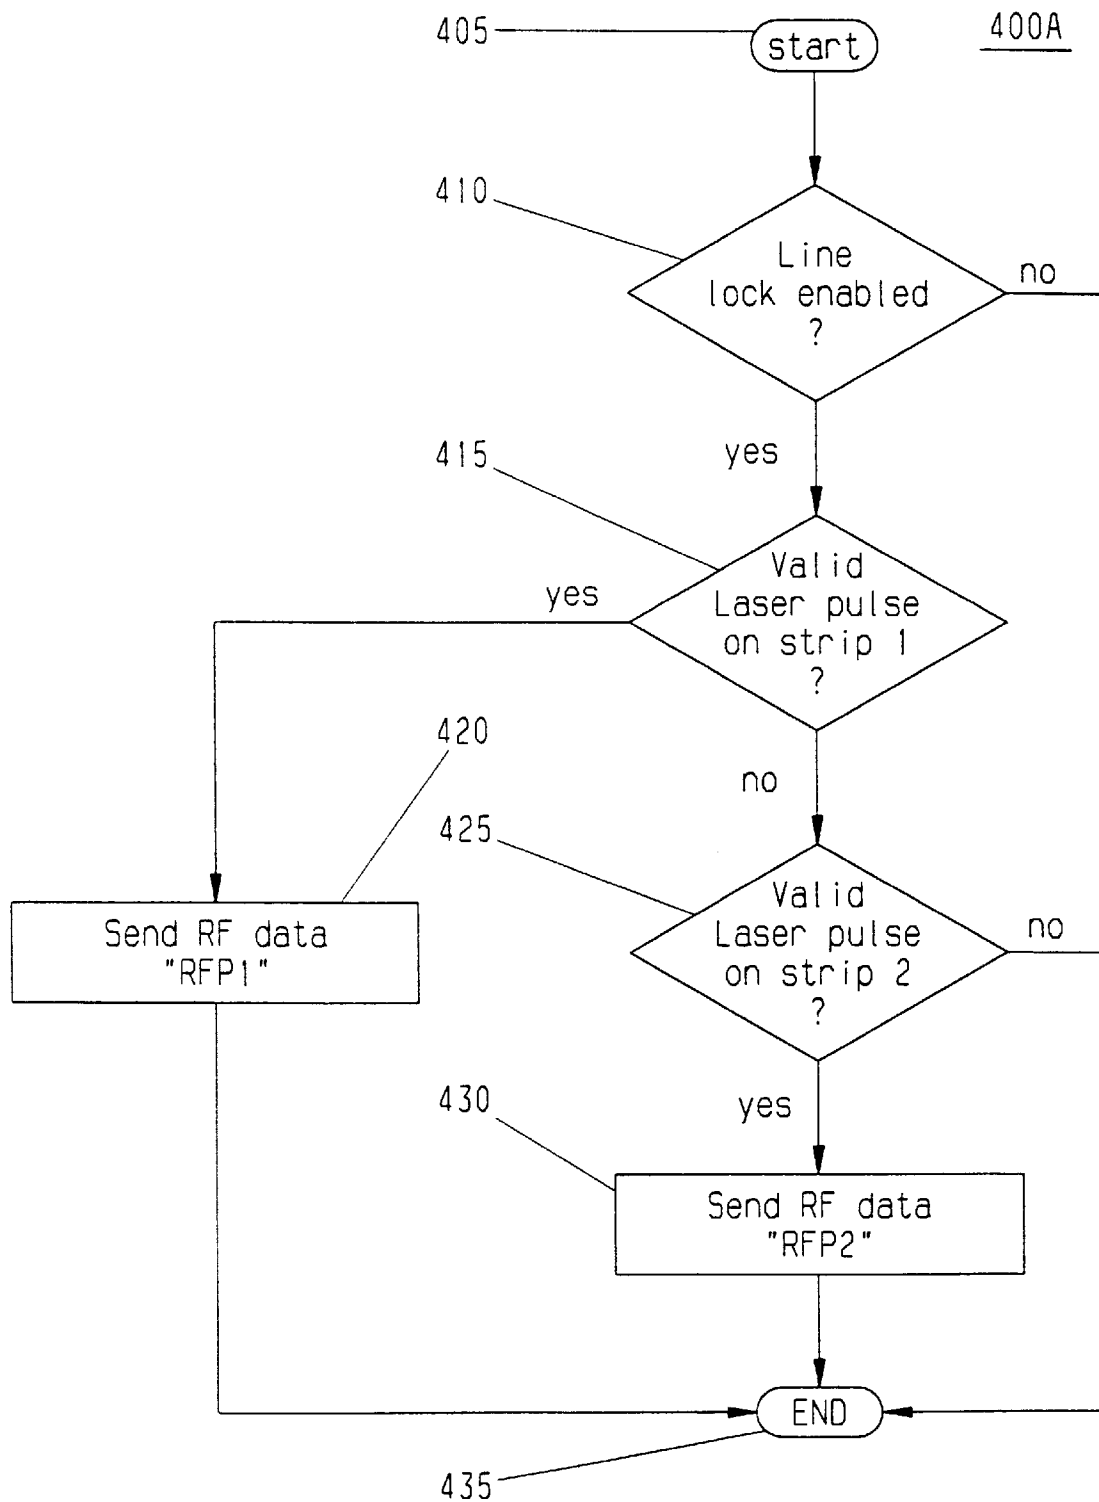 405
start
400A
410
Line
lock enabled
?
no
yes
415
Valid
Laser pulse
on strip 1
?
yes
no
420
Send RF data
"RFP1"
425
Valid
Laser pulse
on strip 2
?
no
yes
430
Send RF data
"RFP2"
END
435